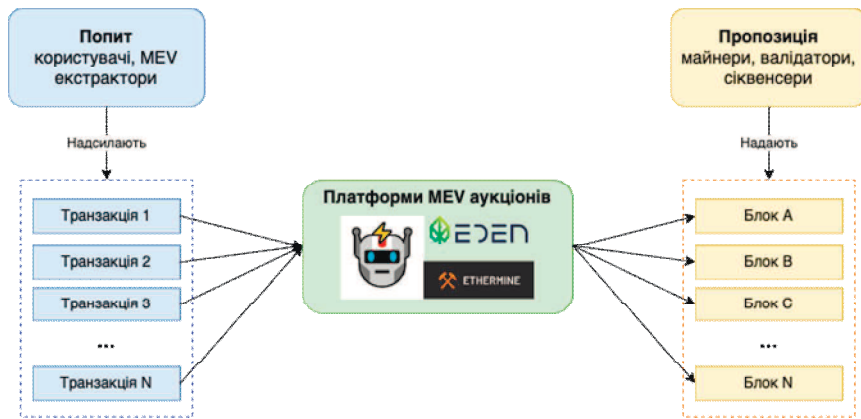 Попит
користувачі, MEV
екстрактори
Надсилають
Транзакція 1
Транзакція 2
Транзакція 3
...
Транзакція N
Платформи MEV аукціонів
EDEN
ETHERMINE
Пропозиція
майнери, валідатори,
сіквенсери
Надають
Блок A
Блок B
Блок C
...
Блок N